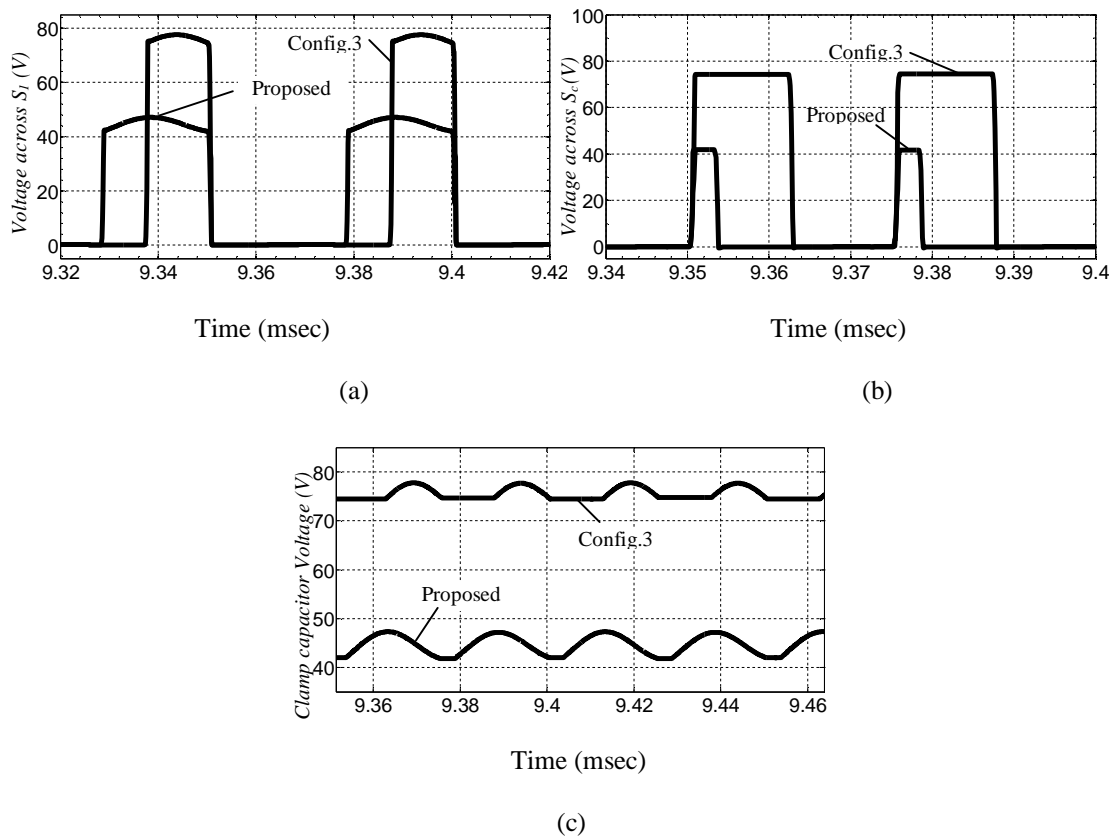 Voltage across S1 (V)
80
60
40
20
0
Config.3
Proposed
9.32 9.34 9.36 9.38 9.4 9.42
Time (msec)
(a)
Voltage across Sc(V)
100
80
60
40
20
0
Config.3
Proposed
9.34 9.35 9.36 9.37 9.38 9.39 9.4
Time (msec)
(b)
Clamp capacitor Voltage (V)
80
70
60
50
40
Config.3
Proposed
9.36 9.38 9.4 9.42 9.44 9.46
Time (msec)
(c)